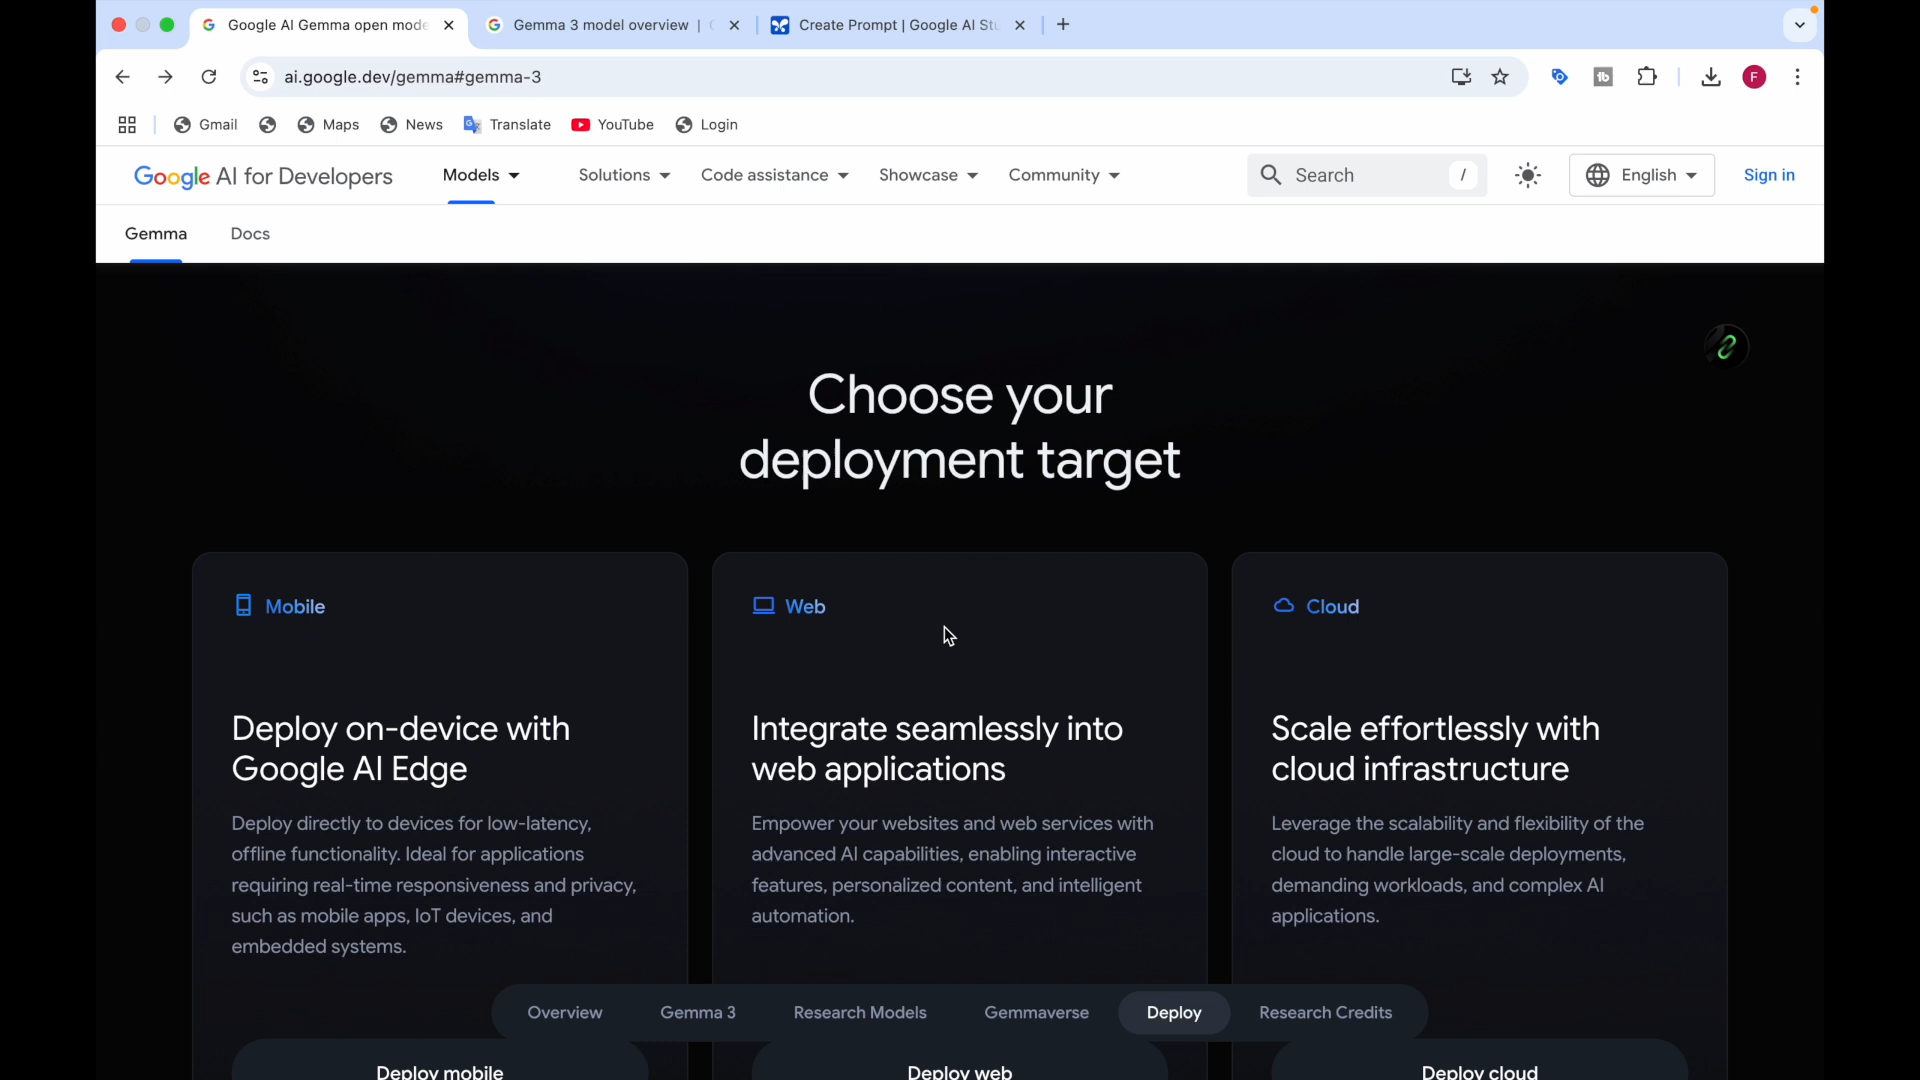 Google AI Gemma open mode
Gemma 3 model overview |
Create Prompt | Google AI Stu
ai.google.dev/gemma#gemma-3
F
Gmail
Maps
News
Translate
YouTube
Login
Google AI for Developers
Models
Solutions
Code assistance
Showcase
Community
Search
/
English
Sign in
Gemma
Docs
Choose your
deployment target
Mobile
Deploy on-device with
Google AI Edge
Deploy directly to devices for low-latency,
offline functionality. Ideal for applications
requiring real-time responsiveness and privacy,
such as mobile apps, IoT devices, and
embedded systems.
Web
Integrate seamlessly into
web applications
Empower your websites and web services with
advanced AI capabilities, enabling interactive
features, personalized content, and intelligent
automation.
Cloud
Scale effortlessly with
cloud infrastructure
Leverage the scalability and flexibility of the
cloud to handle large-scale deployments,
demanding workloads, and complex AI
applications.
Overview
Gemma 3
Research Models
Gemmaverse
Deploy
Research Credits
Deploy mobile
Deploy web
Deploy cloud